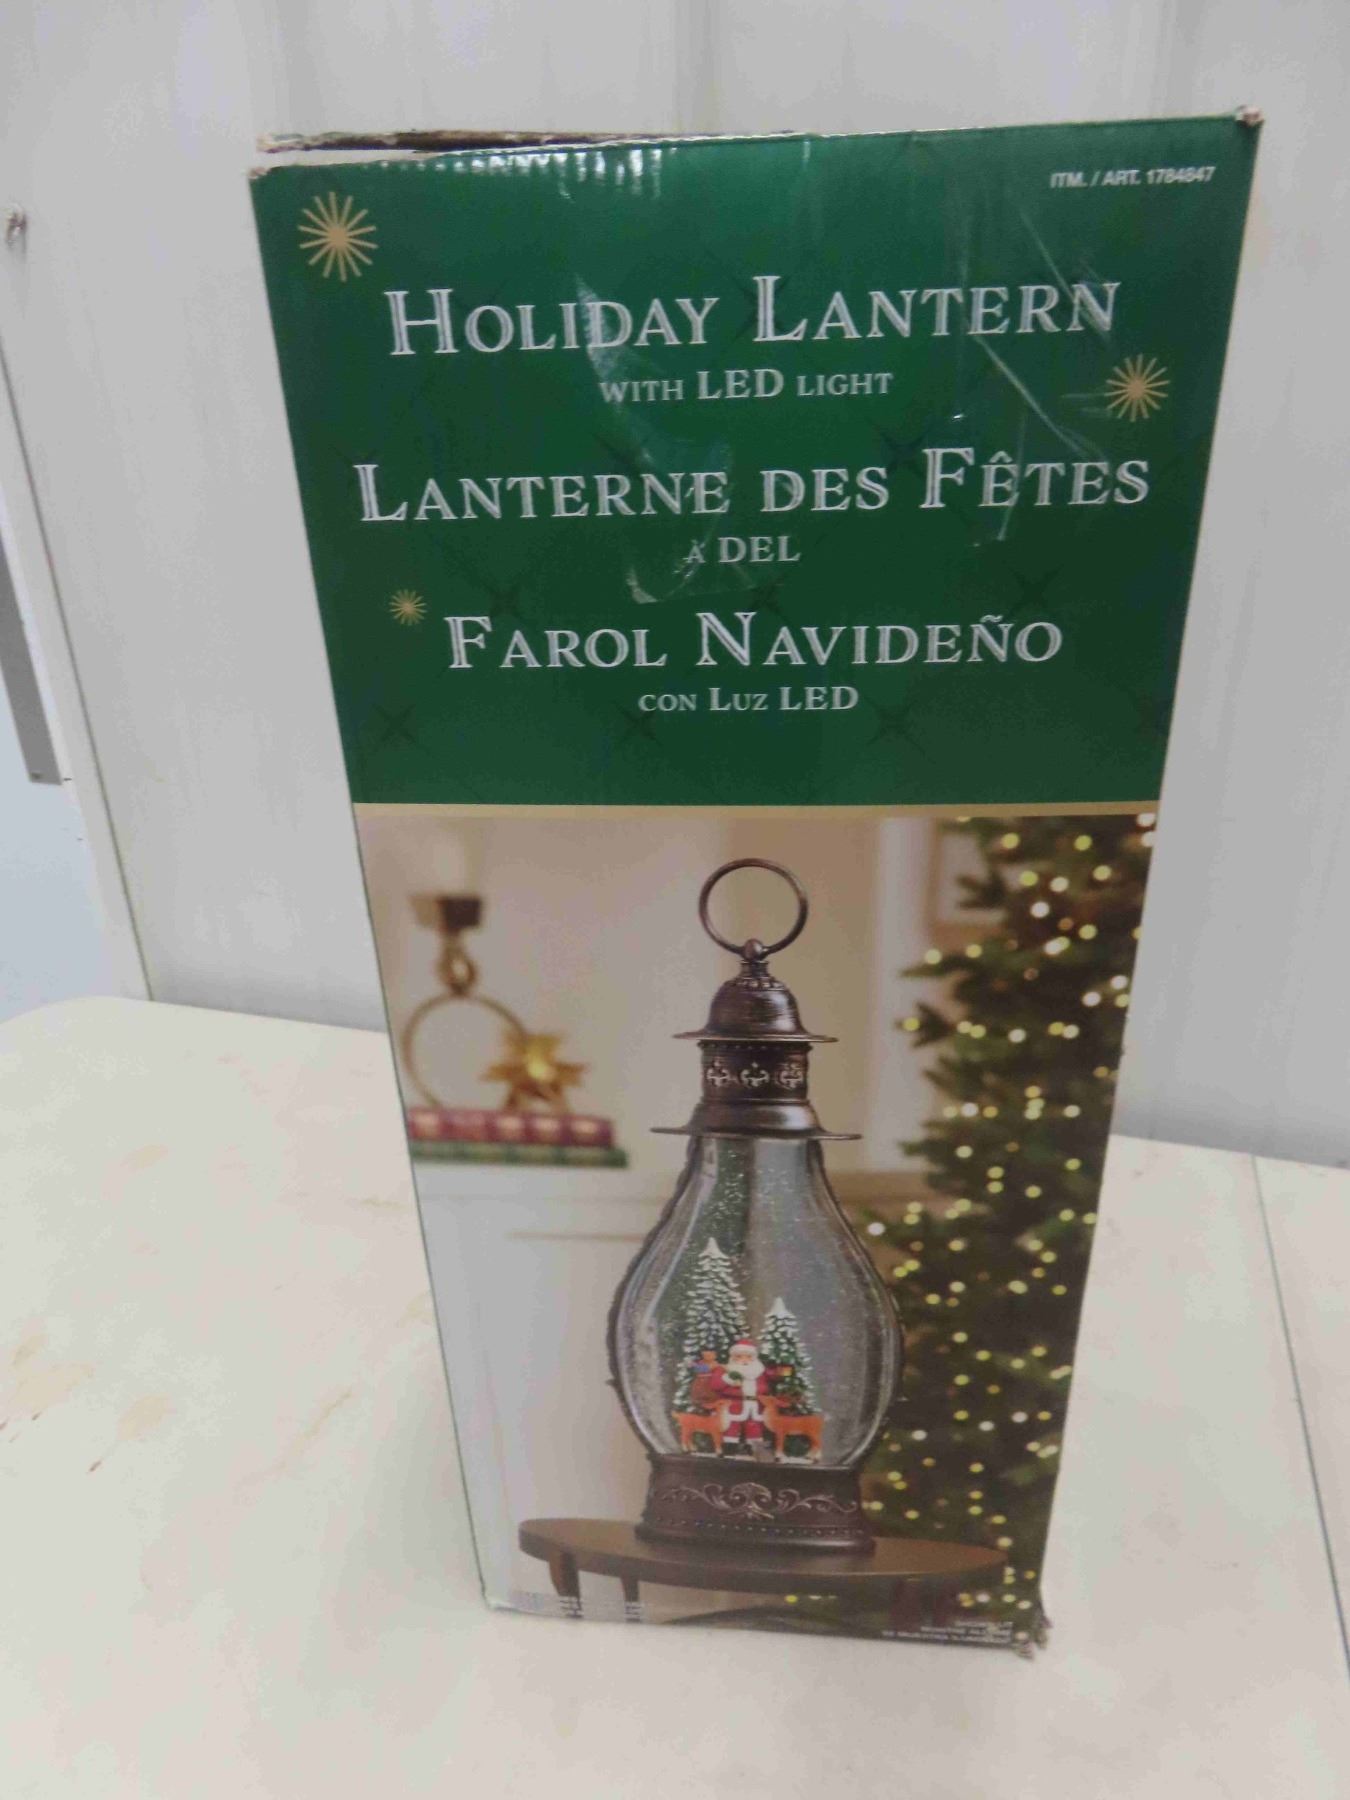 ITM. / ART. 1784847
HOLIDAY LANTERN
WITH LED LIGHT
LANTERNE DES FÊTES
À DEL
FAROL NAVIDEÑO
CON LUZ LED